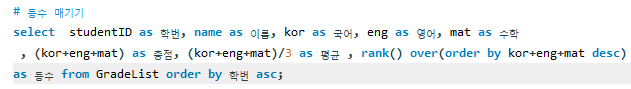 # 등수 매기기
select  studentID as 학번, name as 이름, kor as 국어, eng as 영어, mat as 수학
 , (kor+eng+mat) as 총점, (kor+eng+mat)/3 as 평균 , rank() over(order by kor+eng+mat desc)
as 등수 from GradeList order by 학번 asc;